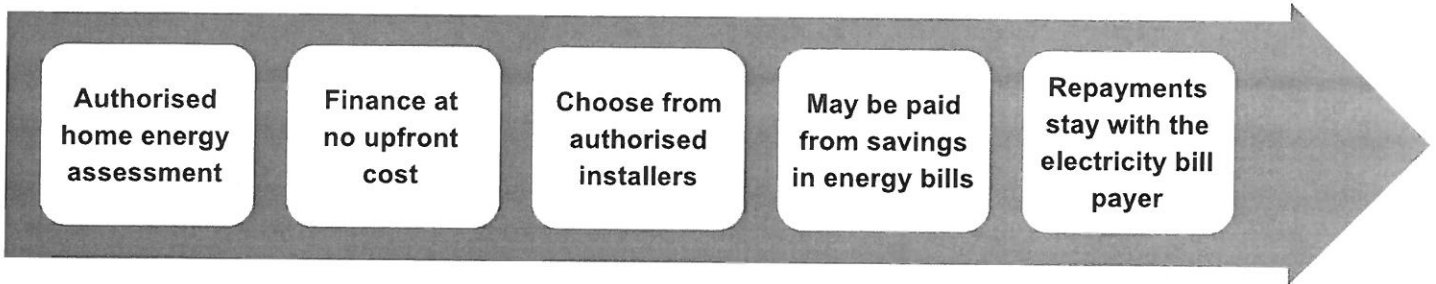 Authorised
home energy
assessment
Finance at
no upfront
cost
Choose from
authorised
installers
May be paid
from savings
in energy bills
Repayments
stay with the
electricity bill
payer